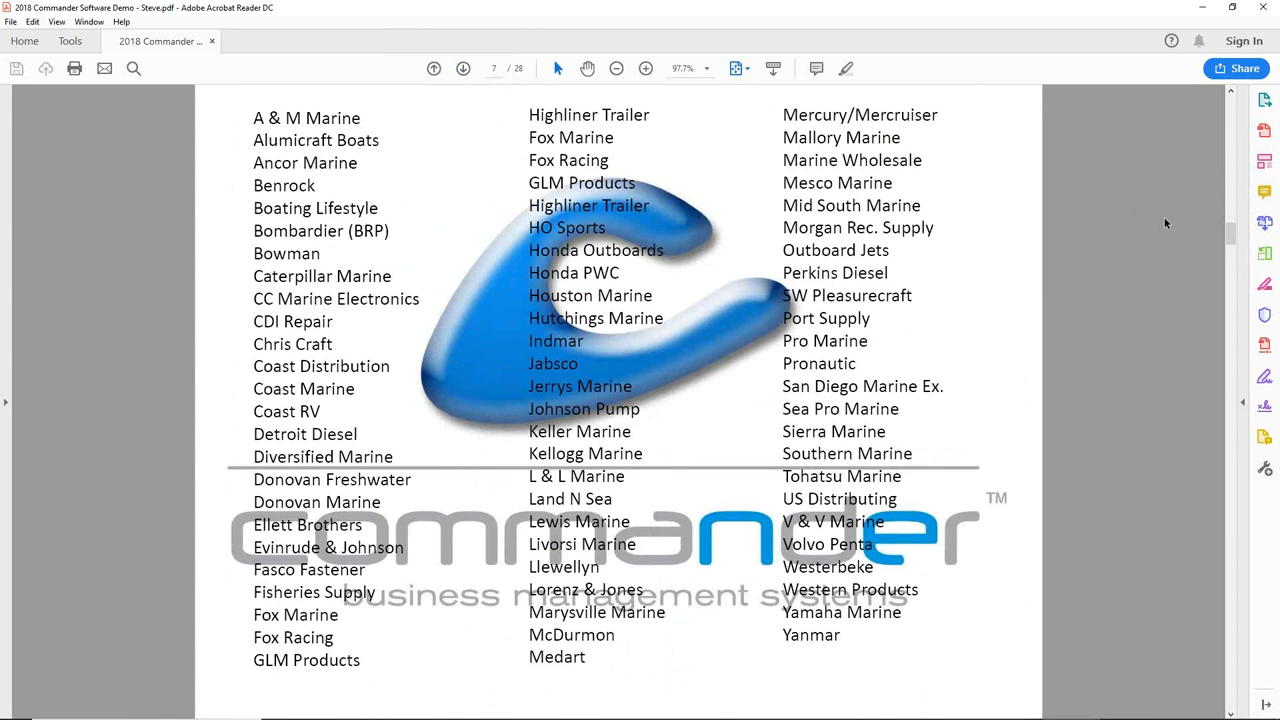 2018 Commander Software Demo - Steve.pdf - Adobe Acrobat Reader DC
File Edit View Window Help
Home Tools 2018 Commander ... × Sign In
7 / 28 97.7% Share
A & M Marine
Alumicraft Boats
Ancor Marine
Benrock
Boating Lifestyle
Bombardier (BRP)
Bowman
Caterpillar Marine
CC Marine Electronics
CDI Repair
Chris Craft
Coast Distribution
Coast Marine
Coast RV
Detroit Diesel
Diversified Marine
Donovan Freshwater
Donovan Marine
Ellett Brothers
Evinrude & Johnson
Fasco Fastener
Fisheries Supply
Fox Marine
Fox Racing
GLM Products
Highliner Trailer
Fox Marine
Fox Racing
GLM Products
Highliner Trailer
HO Sports
Honda Outboards
Honda PWC
Houston Marine
Hutchings Marine
Indmar
Jabsco
Jerrys Marine
Johnson Pump
Keller Marine
Kellogg Marine
L & L Marine
Land N Sea
Lewis Marine
Livorsi Marine
Llewellyn
Lorenz & Jones
Marysville Marine
McDurmon
Medart
Mercury/Mercruiser
Mallory Marine
Marine Wholesale
Mesco Marine
Mid South Marine
Morgan Rec. Supply
Outboard Jets
Perkins Diesel
SW Pleasurecraft
Port Supply
Pro Marine
Pronautic
San Diego Marine Ex.
Sea Pro Marine
Sierra Marine
Southern Marine
Tohatsu Marine
US Distributing
V & V Marine
Volvo Penta
Westerbeke
Western Products
Yamaha Marine
Yanmar
commander TM
business management systems